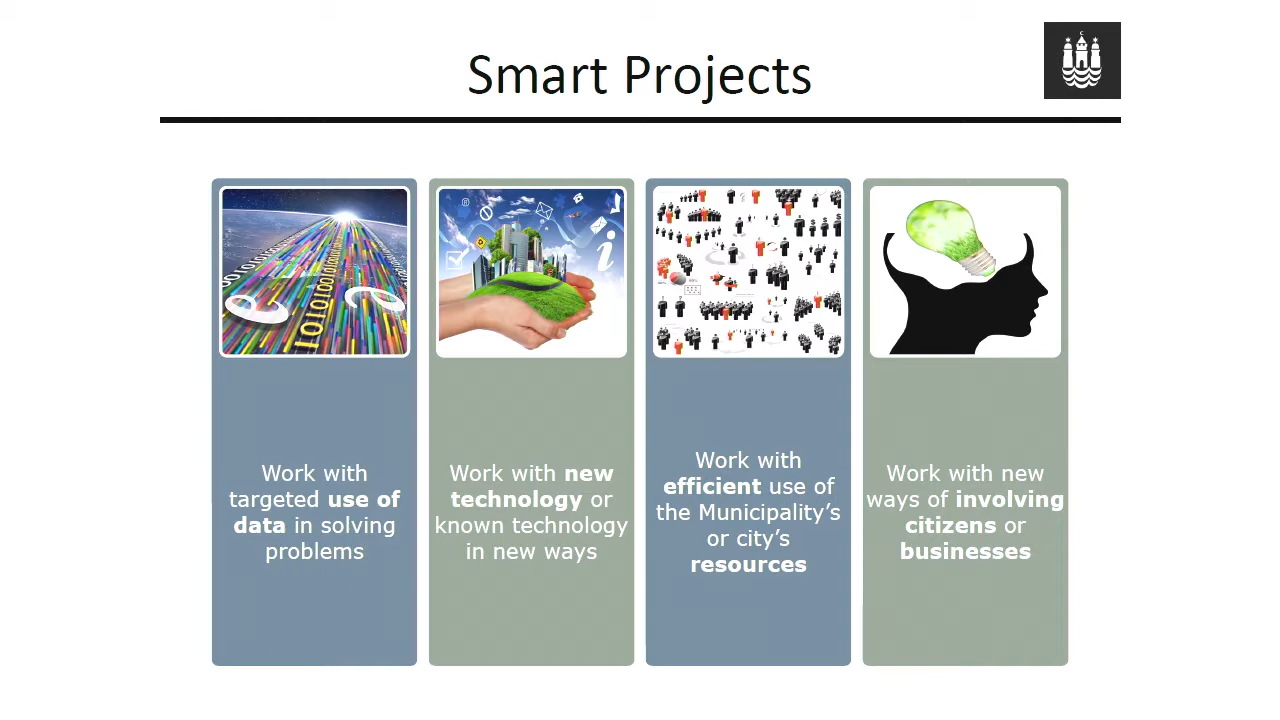 Smart Projects
Work with
targeted use of
data in solving
problems
Work with new
technology or
known technology
in new ways
Work with
efficient use of
the Municipality’s
or city’s
resources
Work with new
ways of involving
citizens or
businesses